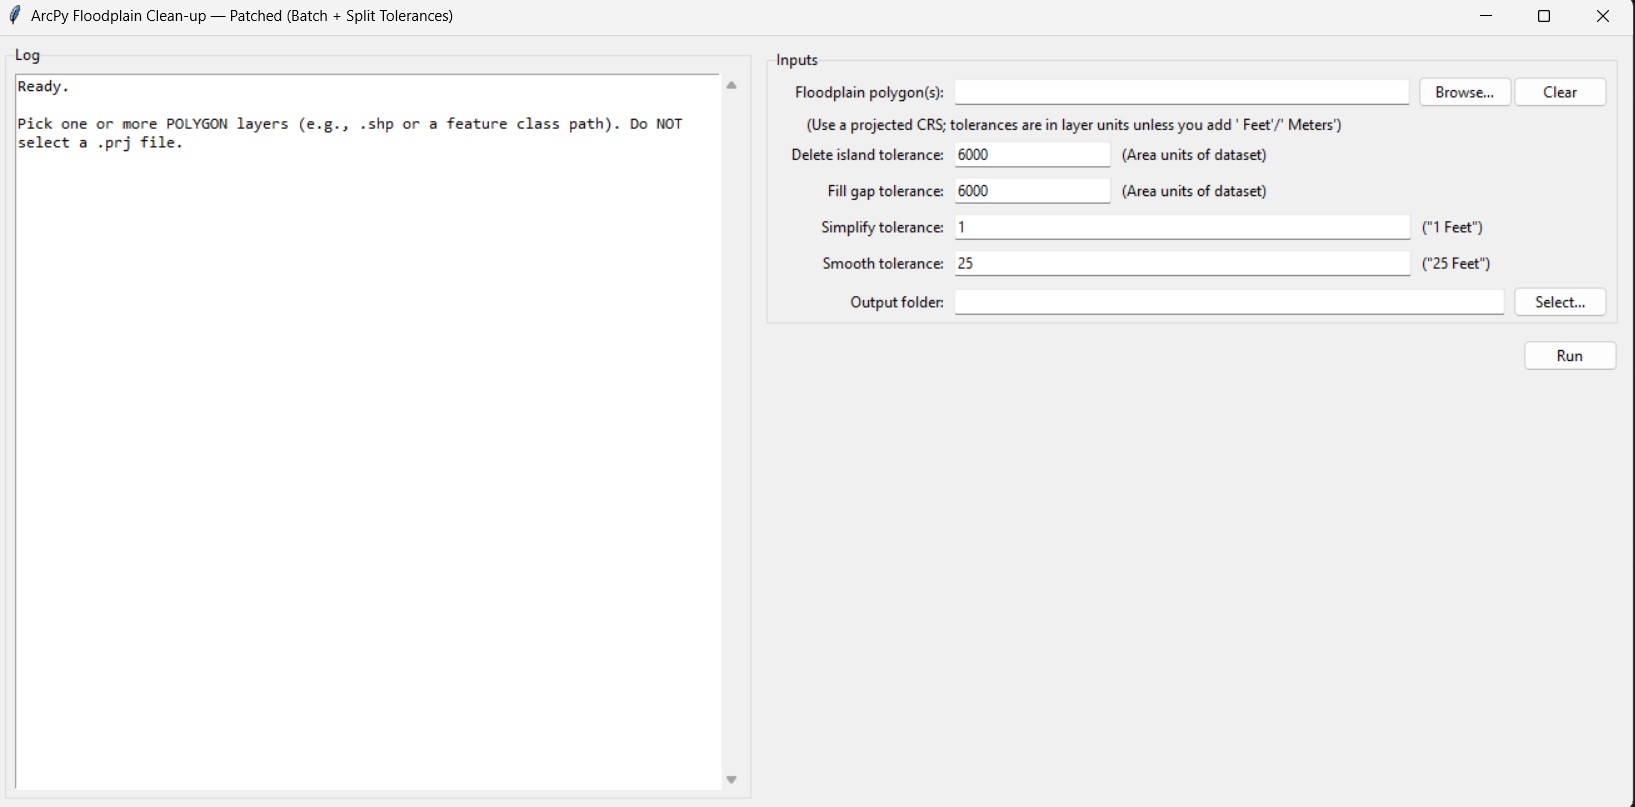 ArcPy Floodplain Clean-up — Patched (Batch + Split Tolerances)
Log
Ready.
Pick one or more POLYGON layers (e.g., .shp or a feature class path). Do NOT
select a .prj file.
Inputs
Floodplain polygon(s): Browse... Clear
(Use a projected CRS; tolerances are in layer units unless you add ' Feet'/' Meters')
Delete island tolerance: 6000 (Area units of dataset)
Fill gap tolerance: 6000 (Area units of dataset)
Simplify tolerance: 1 ("1 Feet")
Smooth tolerance: 25 ("25 Feet")
Output folder: Select...
Run